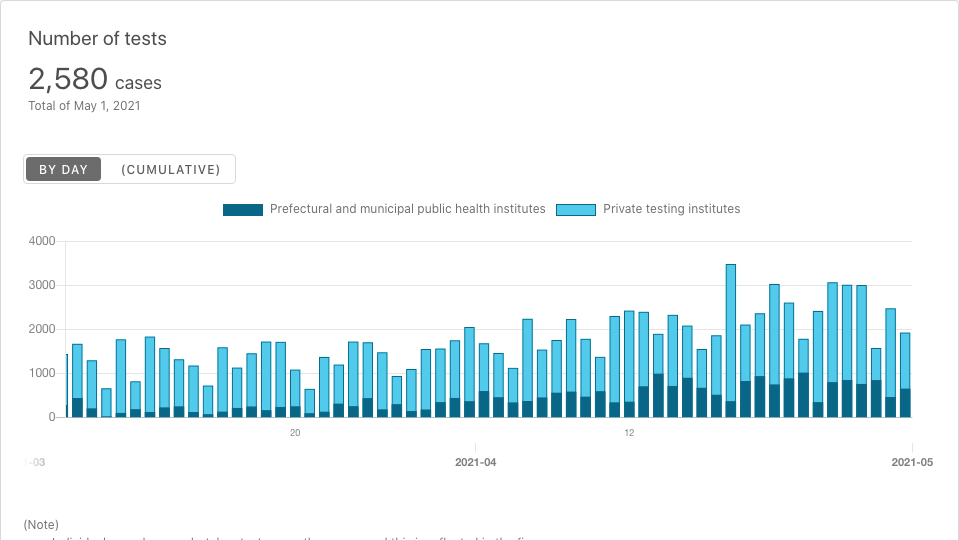 Number of tests
2,580 cases
Total of May 1, 2021
BY DAY (CUMULATIVE)
Prefectural and municipal public health institutes Private testing institutes
4000
3000
2000
1000
0
20 12
-03 2021-04 2021-05
(Note)